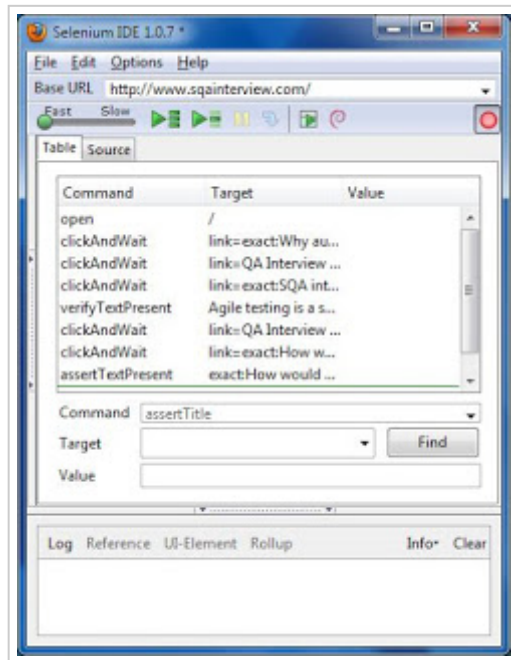 Selenium IDE 1.0.7 *
File Edit Options Help
Base URL http://www.sqainterview.com/
Fast Slow
Table Source
Command Target Value
open /
clickAndWait link=exact:Why au...
clickAndWait link=QA Interview ...
clickAndWait link=exact:SQA int...
verifyTextPresent Agile testing is a s...
clickAndWait link=QA Interview ...
clickAndWait link=exact:How w...
assertTextPresent exact:How would ...
Command assertTitle
Target Find
Value
Log Reference UI-Element Rollup Info Clear